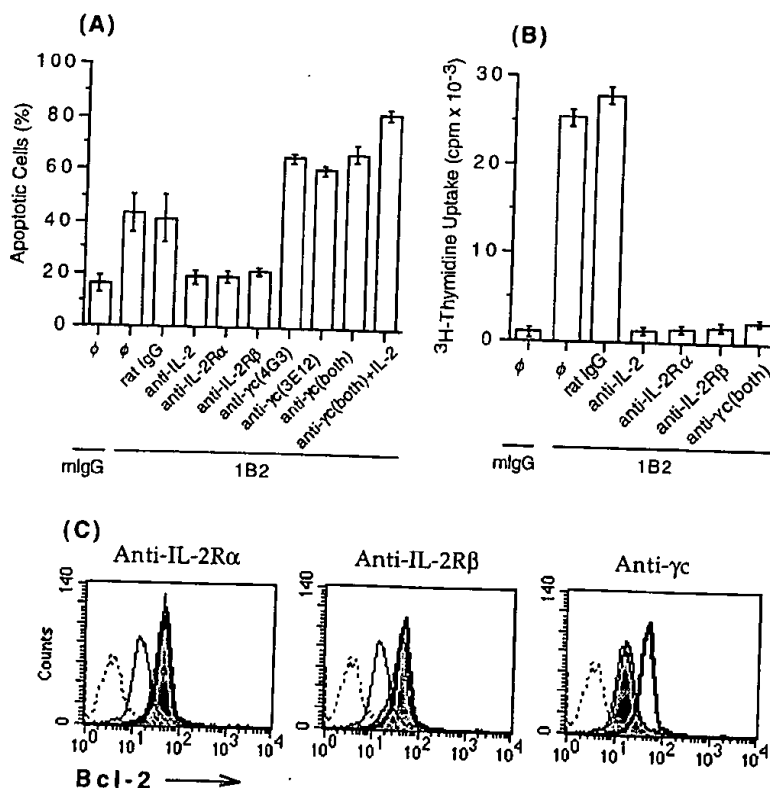 (A)
Apoptotic Cells (%)
100
80
60
40
20
0
ø
ø
rat IgG
anti-IL-2
anti-IL-2Rα
anti-IL-2Rβ
anti-γc(4G3)
anti-γc(3E12)
anti-γc(both)
anti-γc(both)+IL-2
mIgG
1B2
(B)
³H-Thymidine Uptake (cpm x 10⁻³)
30
20
10
0
ø
ø
rat IgG
anti-IL-2
anti-IL-2Rα
anti-IL-2Rβ
anti-γc(both)
mIgG
1B2
(C)
Anti-IL-2Rα
Counts
140
0
10⁰ 10¹ 10² 10³ 10⁴
Anti-IL-2Rβ
140
0
10⁰ 10¹ 10² 10³ 10⁴
Anti-γc
140
0
10⁰ 10¹ 10² 10³ 10⁴
Bcl-2